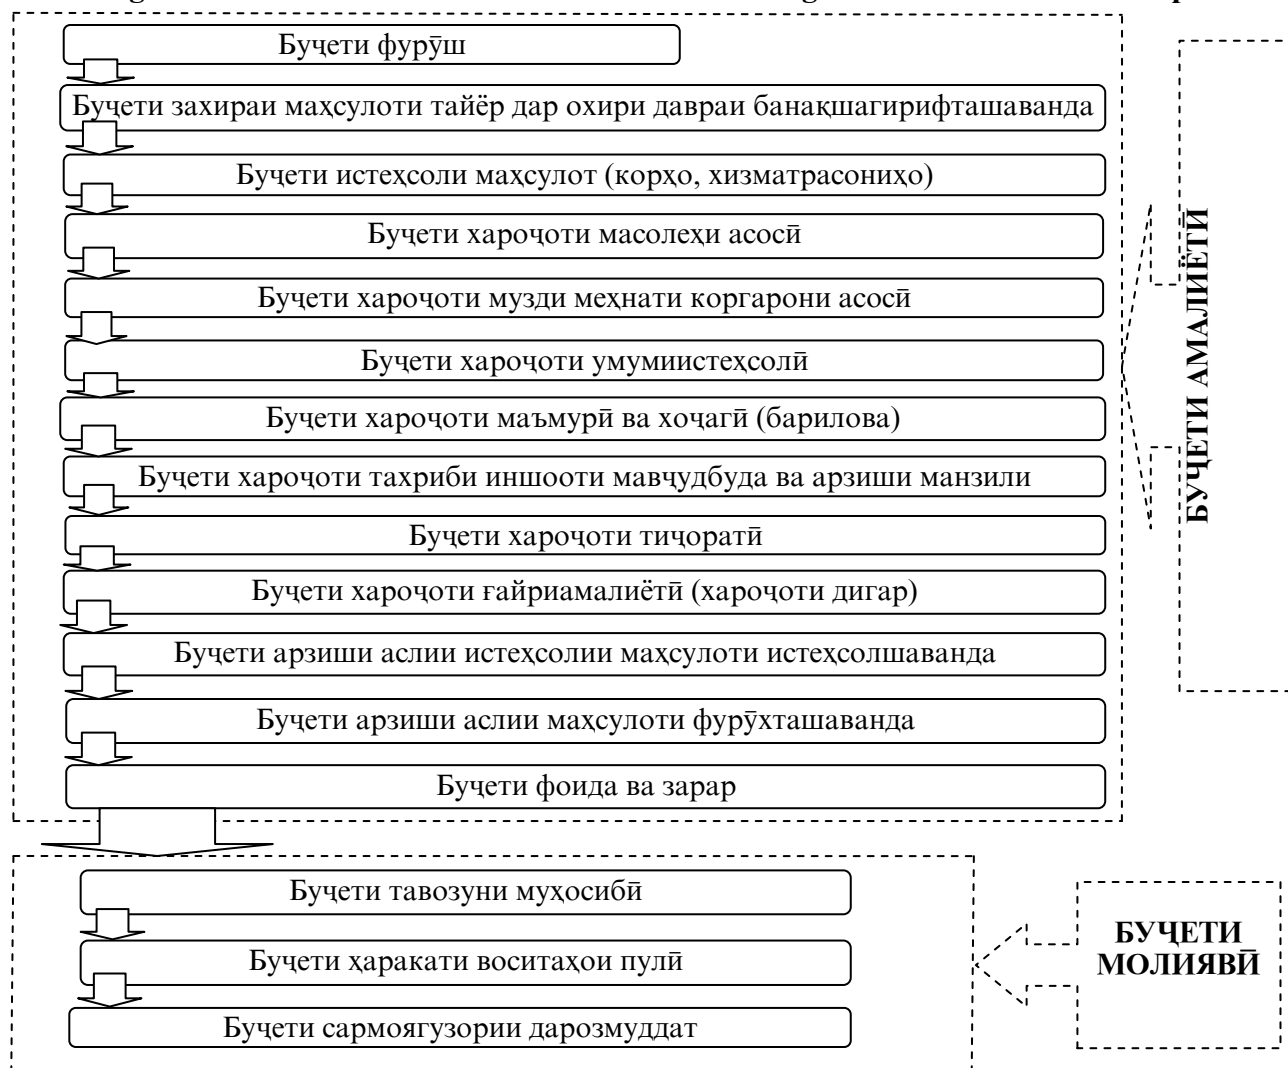 Буҷети фурӯш
Буҷети захираи маҳсулоти тайёр дар охири давраи банақшагирифташаванда
Буҷети истеҳсоли маҳсулот (корҳо, хизматрасониҳо)
Буҷети хароҷоти масолеҳи асосӣ
Буҷети хароҷоти музди меҳнати коргарони асосӣ
Буҷети хароҷоти умумиистеҳсолӣ
Буҷети хароҷоти маъмурӣ ва хоҷагӣ (барилова)
Буҷети хароҷоти тахриби иншооти мавҷудбуда ва арзиши манзили
Буҷети хароҷоти тиҷоратӣ
Буҷети хароҷоти ғайриамалиётӣ (хароҷоти дигар)
Буҷети арзиши аслии истеҳсолии маҳсулоти истеҳсолшаванда
Буҷети арзиши аслии маҳсулоти фурӯхташаванда
Буҷети фоида ва зарар
БУҶЕТИ АМАЛИЁТӢ
Буҷети тавозуни муҳосибӣ
Буҷети ҳаракати воситаҳои пулӣ
Буҷети сармоягузории дарозмуддат
БУҶЕТИ
МОЛИЯВӢ